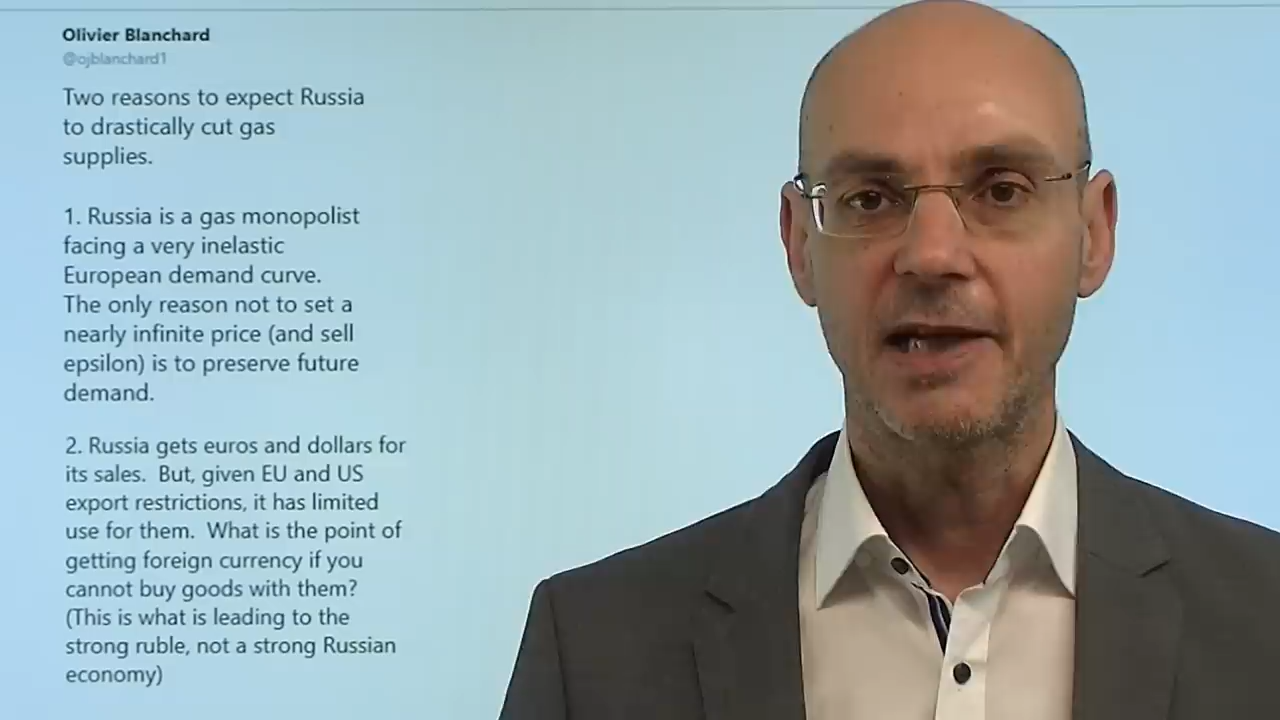 Olivier Blanchard
@ojblanchard1
Two reasons to expect Russia
to drastically cut gas
supplies.
1. Russia is a gas monopolist
facing a very inelastic
European demand curve.
The only reason not to set a
nearly infinite price (and sell
epsilon) is to preserve future
demand.
2. Russia gets euros and dollars for
its sales.  But, given EU and US
export restrictions, it has limited
use for them.  What is the point of
getting foreign currency if you
cannot buy goods with them?
(This is what is leading to the
strong ruble, not a strong Russian
economy)